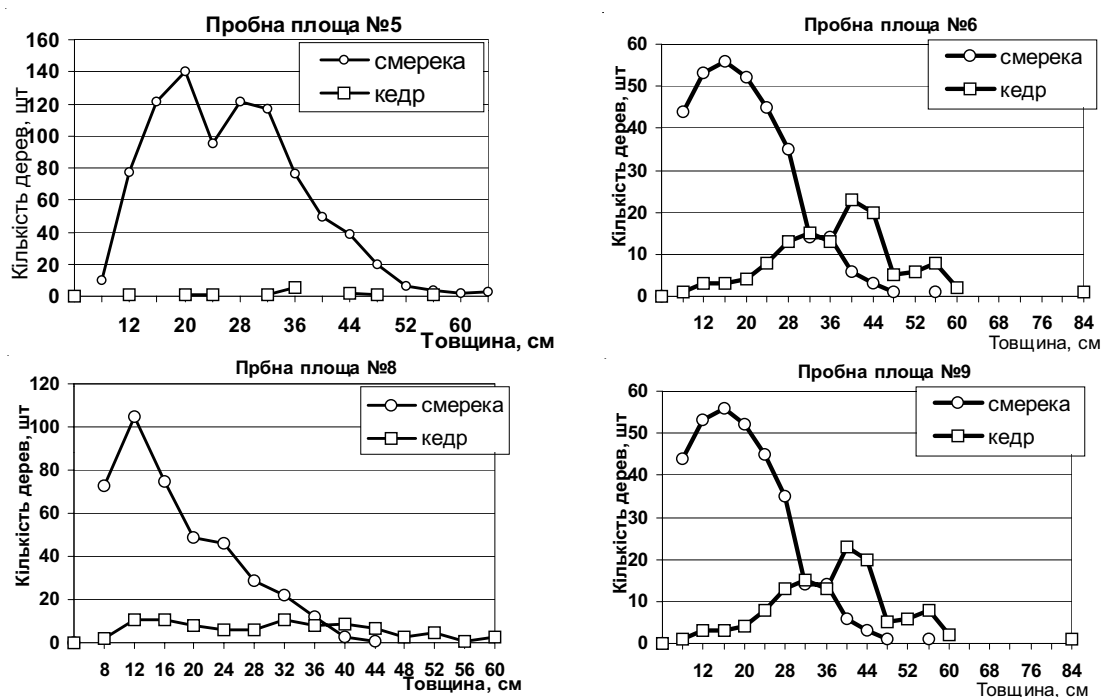 Пробна площа №5
160
140
120
100
80
60
40
20
0
Кількість дерев, шт
смерека
кедр
12 20 28 36 44 52 60
Товщина, см
Пробна площа №6
60
50
40
30
20
10
0
Кількість дерев, шт
смерека
кедр
12 20 28 36 44 52 60 68 76 84
Товщина, см
Прбна площа №8
120
100
80
60
40
20
0
Кількість дерев, шт
смерека
кедр
8 12 16 20 24 28 32 36 40 44 48 52 56 60
Товщина, см
Пробна площа №9
60
50
40
30
20
10
0
Кількість дерев, шт
смерека
кедр
12 20 28 36 44 52 60 68 76 84
Товщина, см